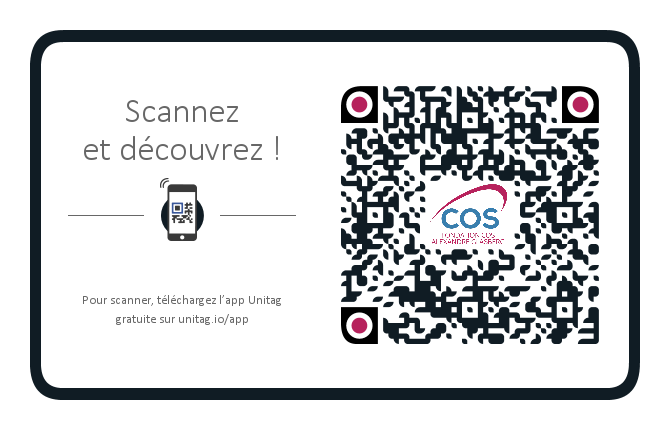 Scannez
et découvrez !
Pour scanner, téléchargez l'app Unitag
gratuite sur unitag.io/app
COS
FONDATION COS
ALEXANDRE GLASBERG